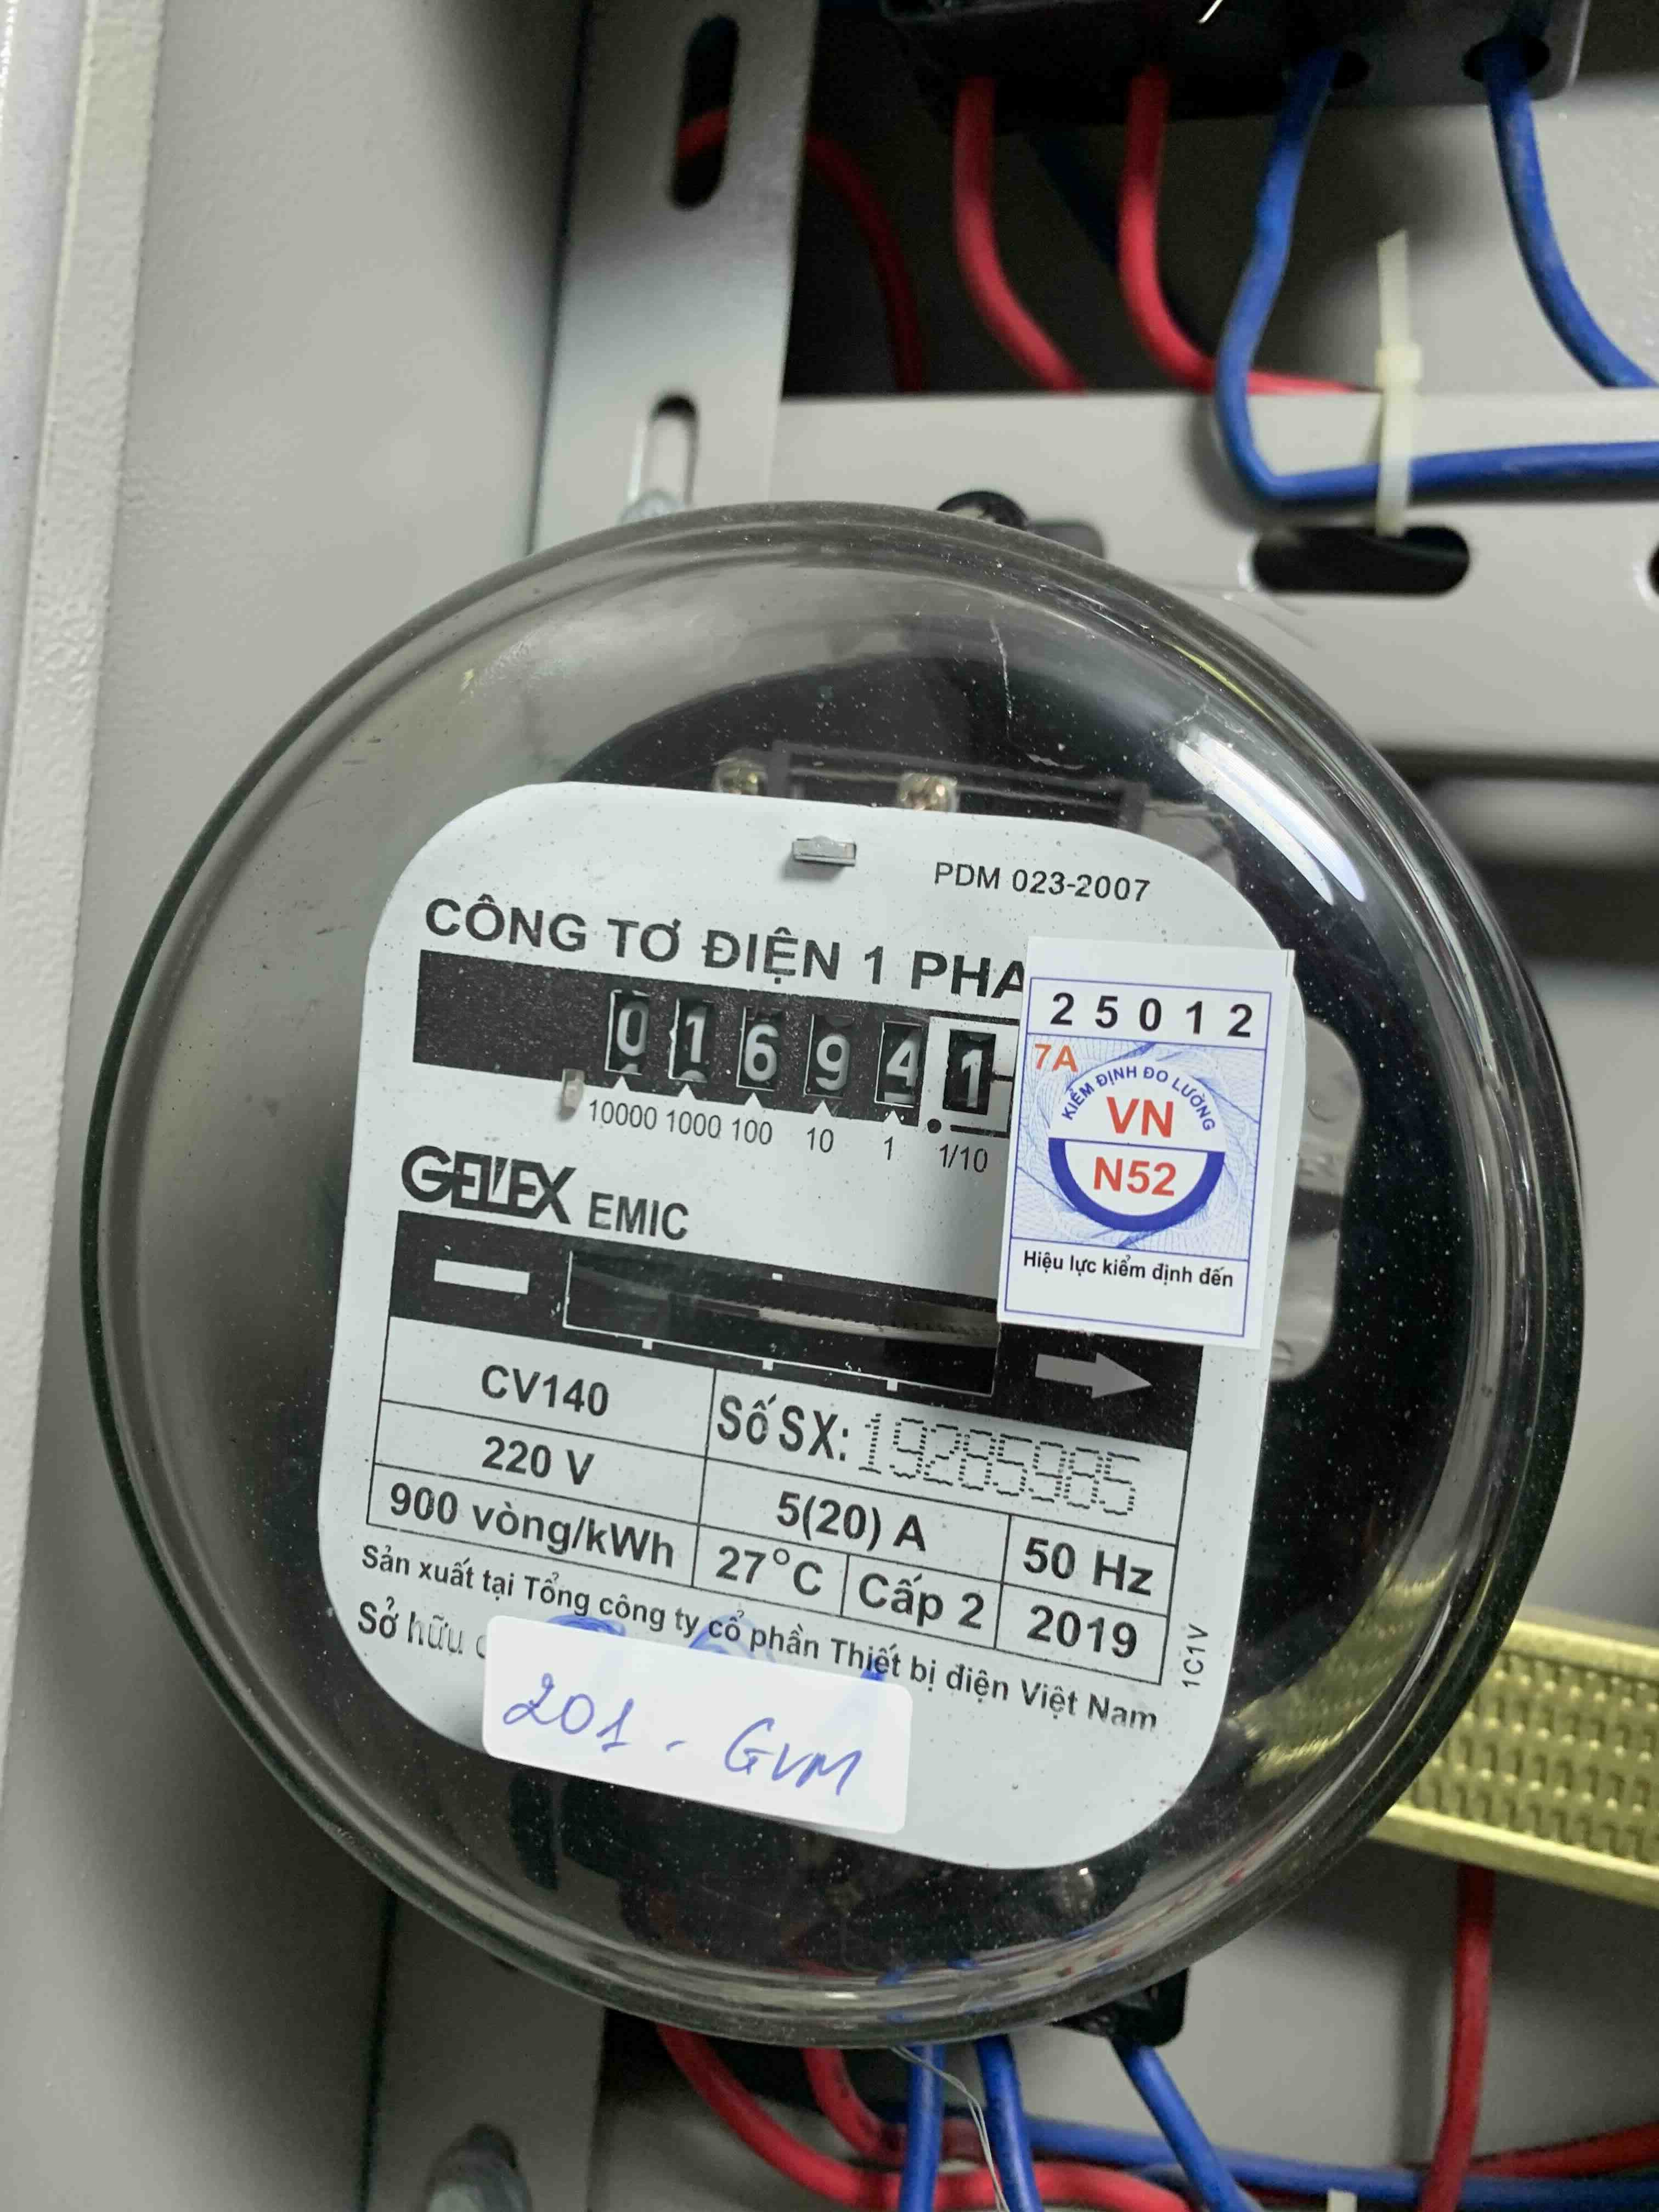 PDM 023-2007
CÔNG TƠ ĐIỆN 1 PHA
0 1 6 9 4 1
10000 1000 100 10 1 1/10
25012
7A
KIỂM ĐỊNH ĐO LƯỜNG
VN
N52
Hiệu lực kiểm định đến
GELEX EMIC
CV140
Số SX: 19285985
220 V
5(20) A
50 Hz
900 vòng/kWh
27°C
Cấp 2
2019
Sản xuất tại Tổng công ty cổ phần Thiết bị điện Việt Nam
1C1V
Sở hữu
201 - GVM